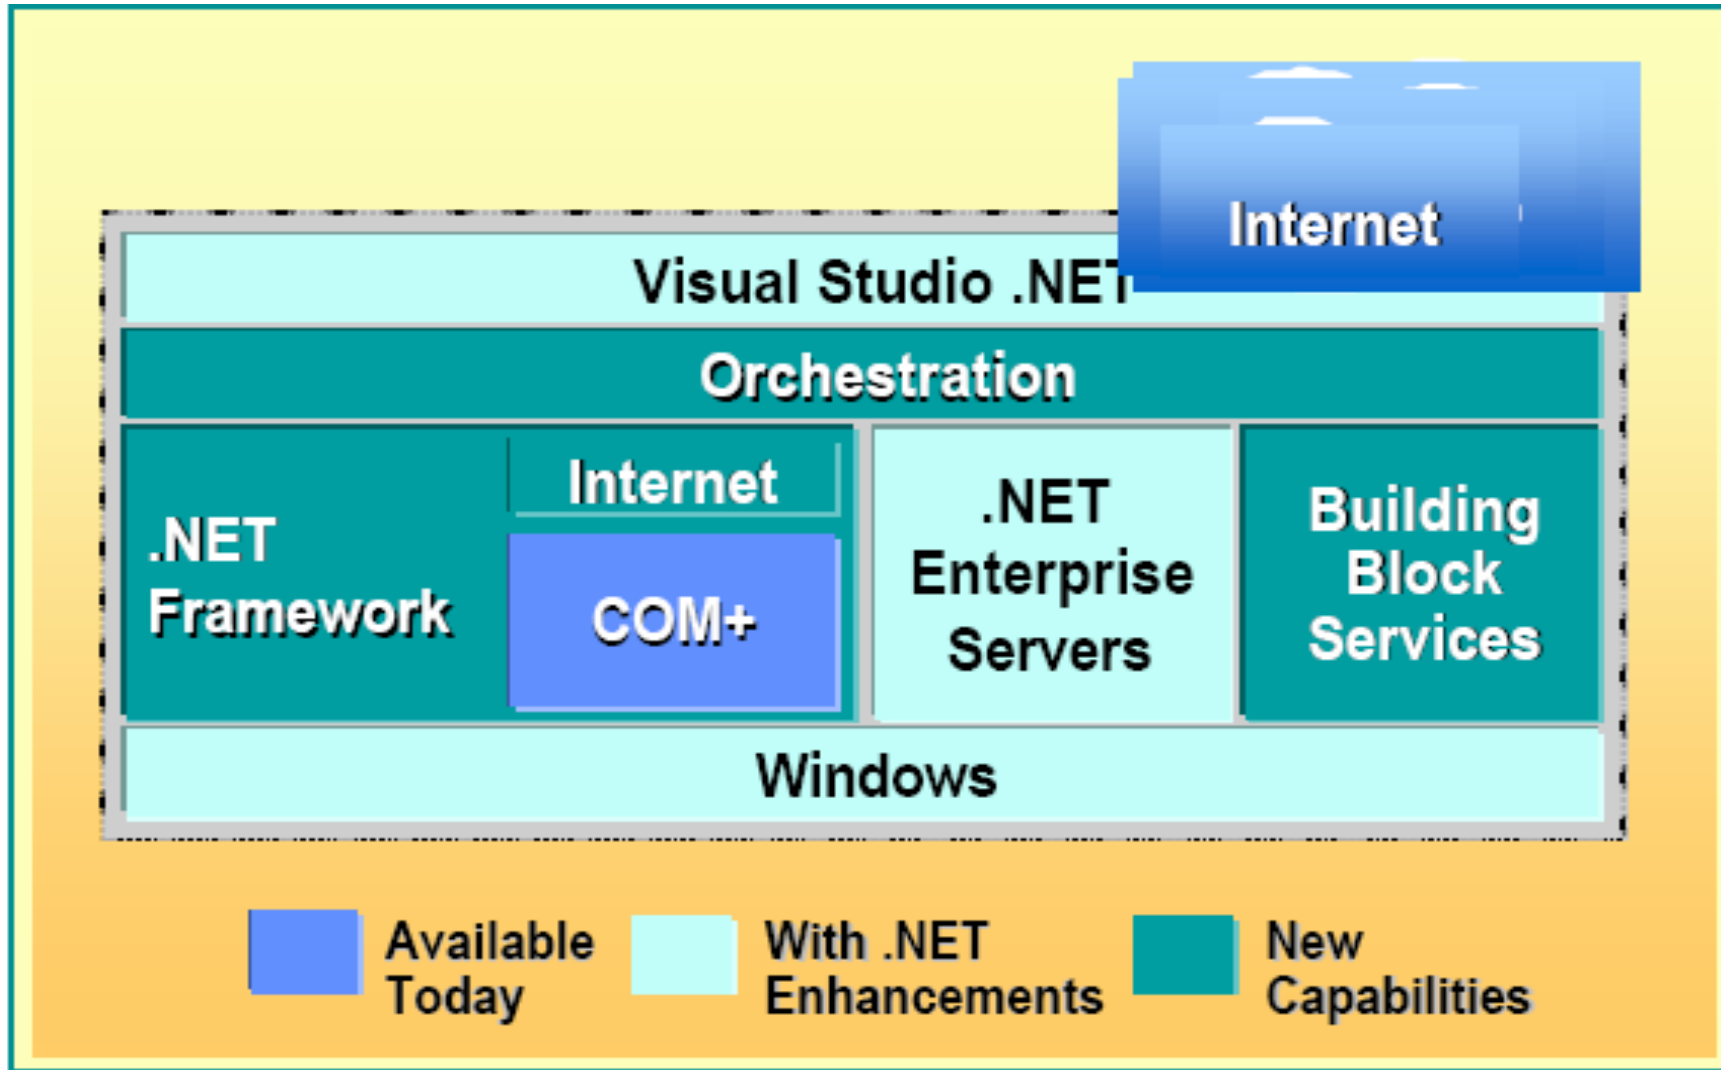 Internet
Visual Studio .NET
Orchestration
.NET
Framework
Internet
COM+
.NET
Enterprise
Servers
Building
Block
Services
Windows
Available
Today
With .NET
Enhancements
New
Capabilities